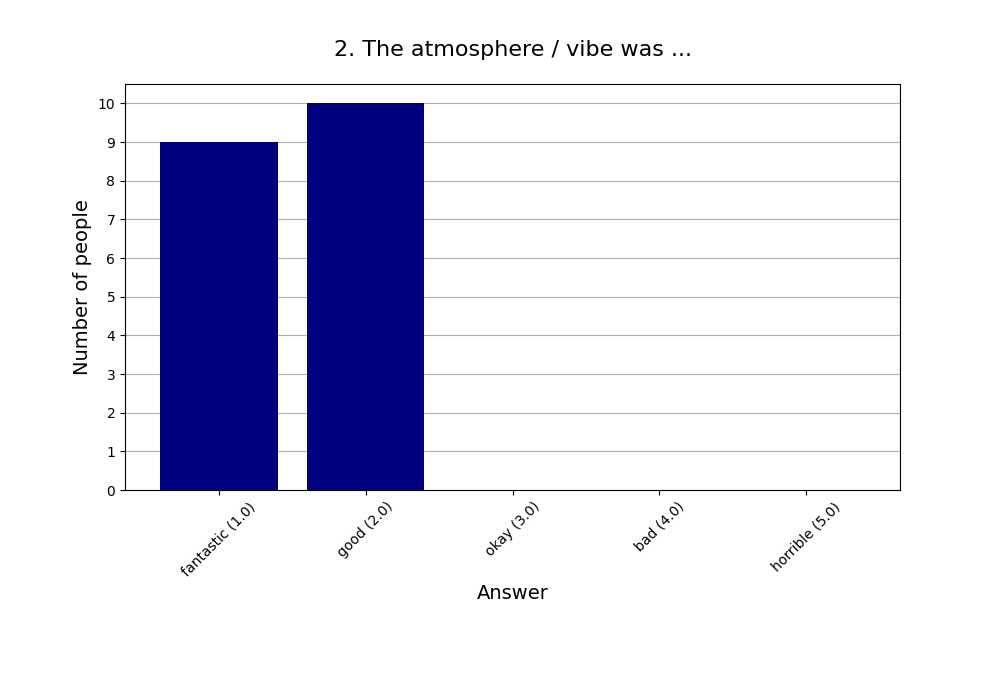 2. The atmosphere / vibe was ...
10
9
8
7
6
5
4
3
2
1
0
Number of people
fantastic (1.0)
good (2.0)
okay (3.0)
bad (4.0)
horrible (5.0)
Answer